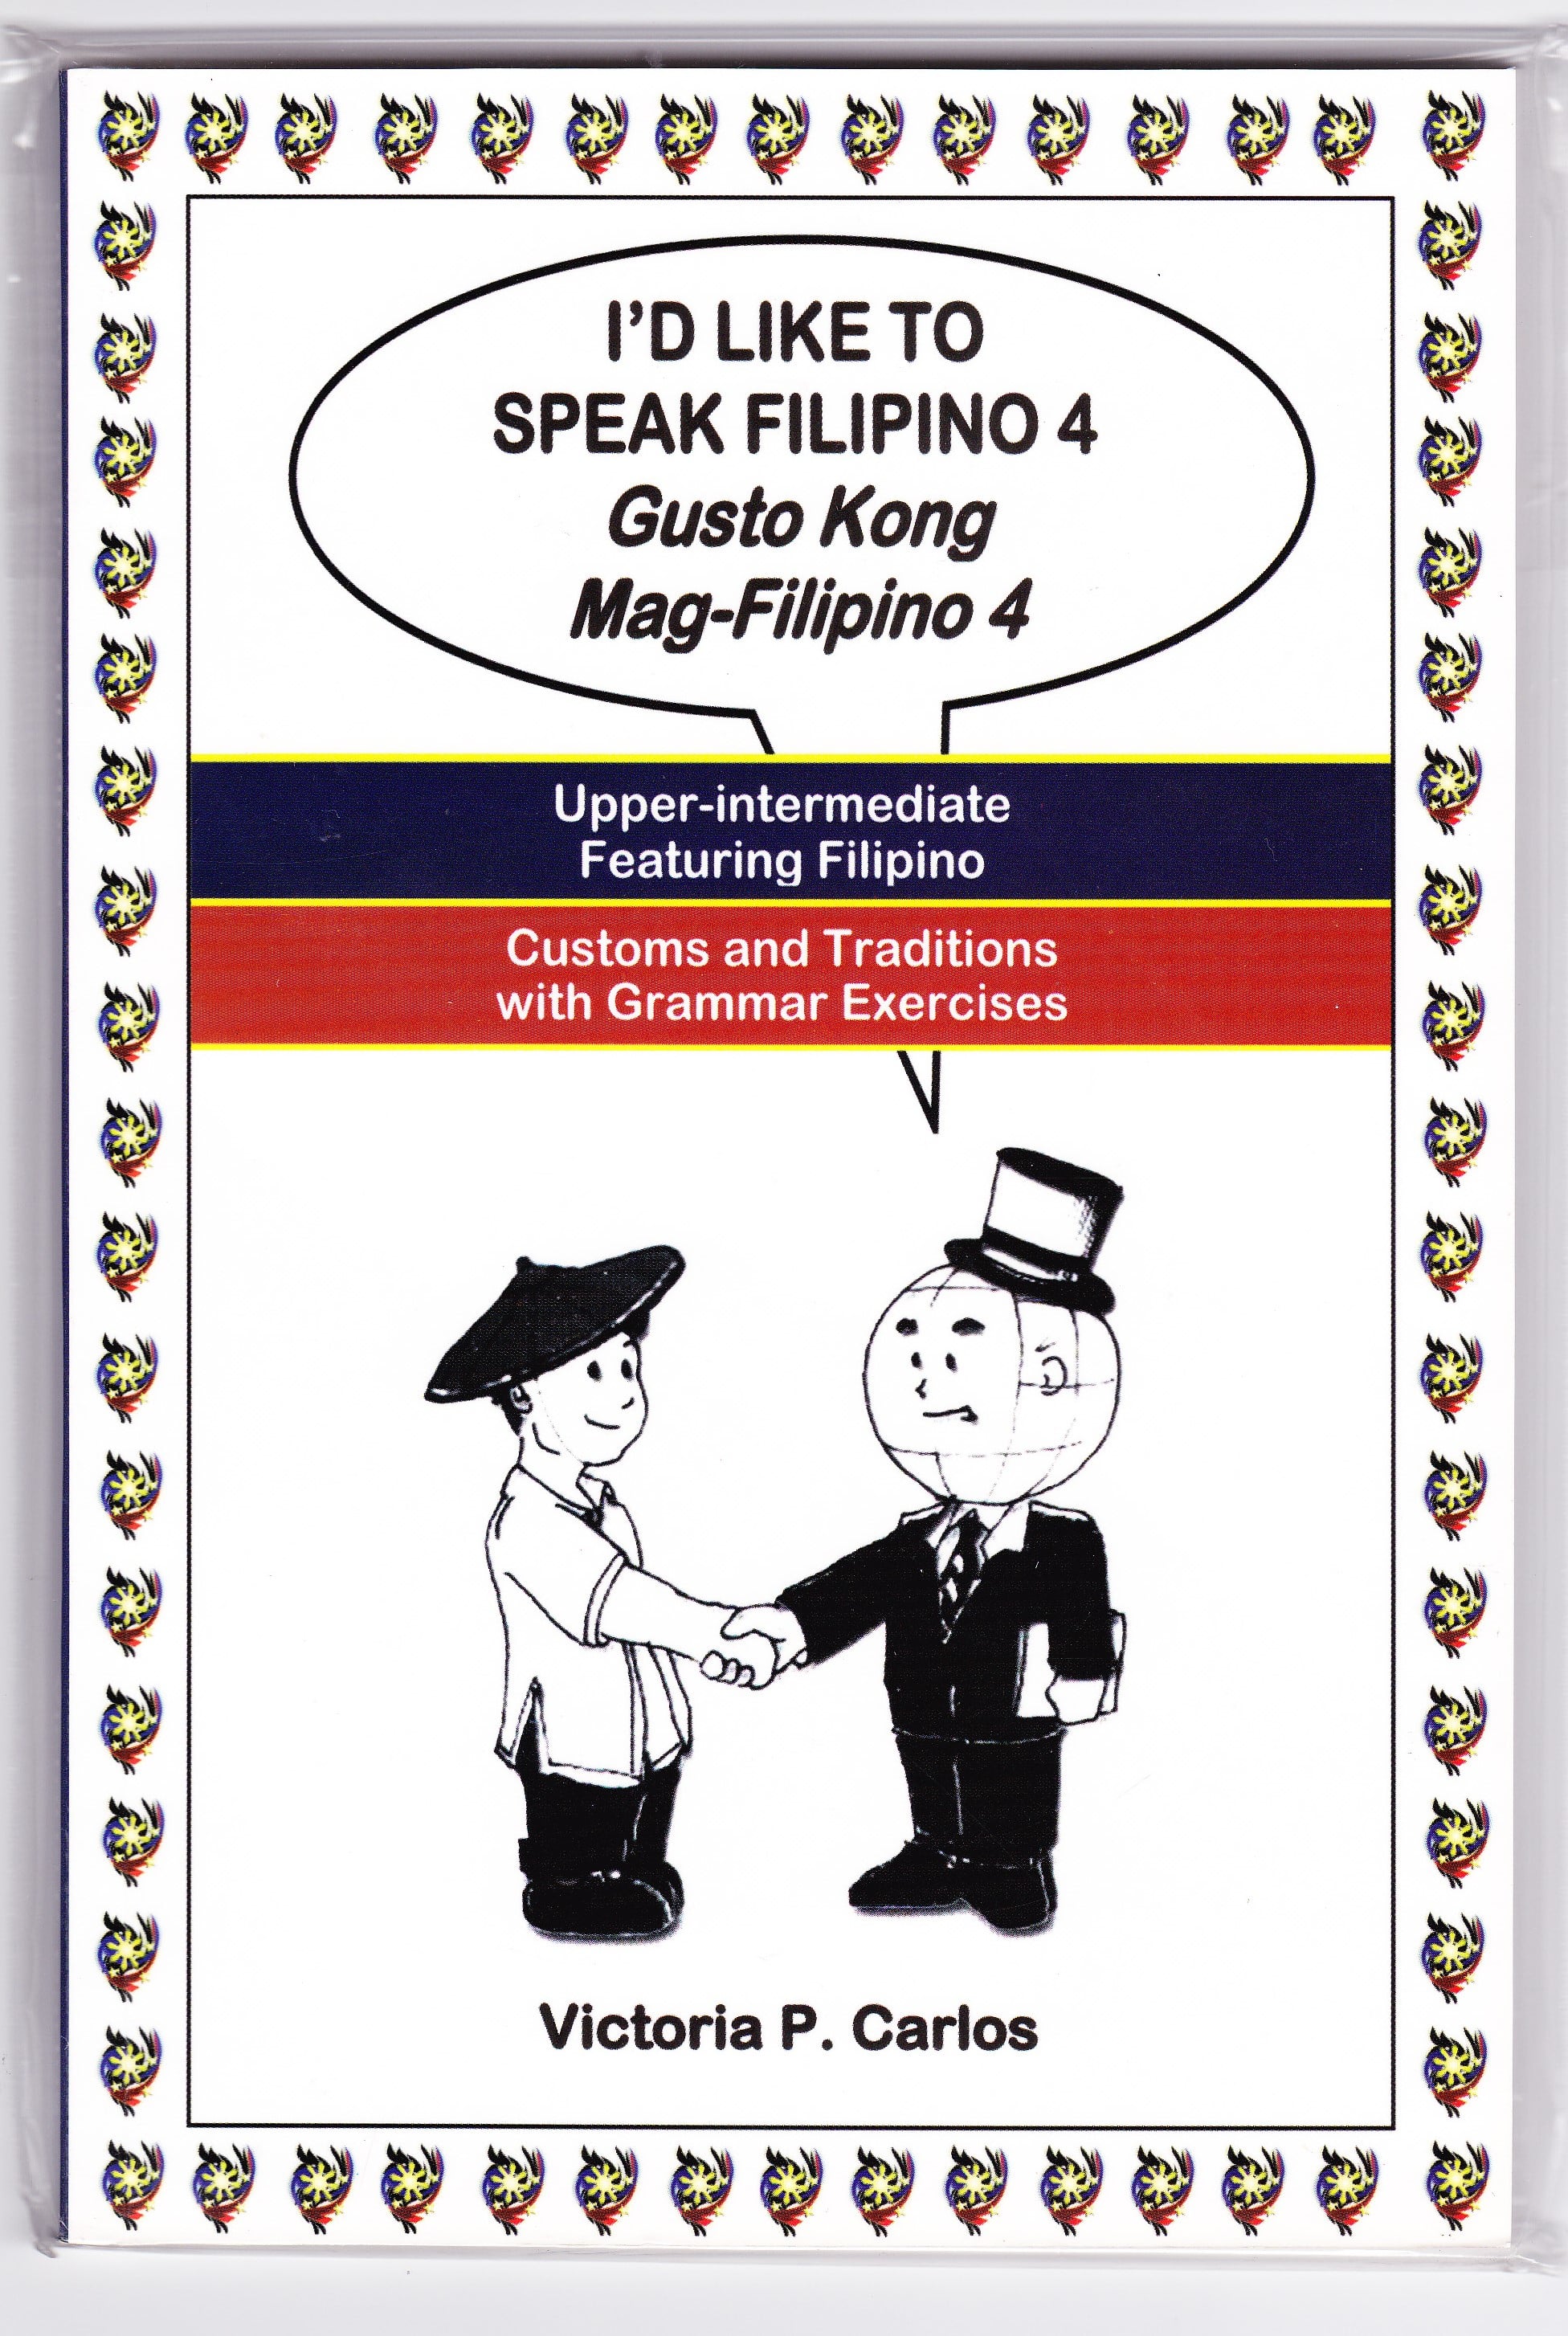 I'D LIKE TO
SPEAK FILIPINO 4
Gusto Kong
Mag-Filipino 4
Upper-intermediate
Featuring Filipino
Customs and Traditions
with Grammar Exercises
Victoria P. Carlos